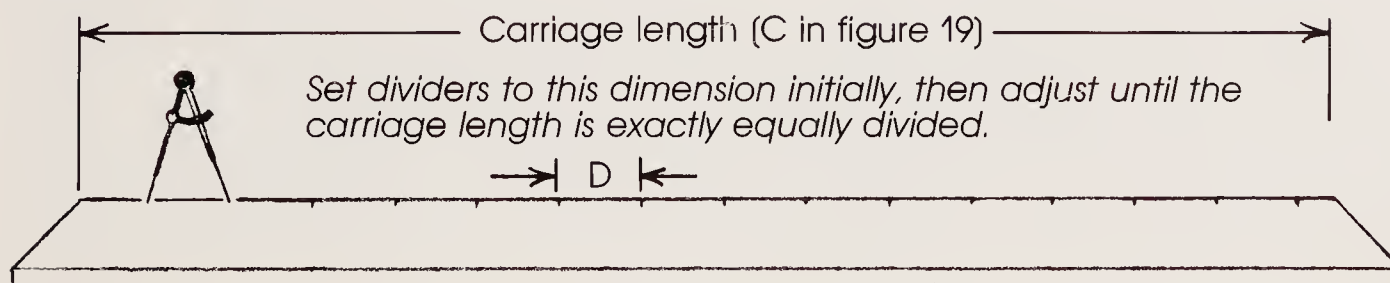 Carriage length (C in figure 19)
Set dividers to this dimension initially, then adjust until the
carriage length is exactly equally divided.
D